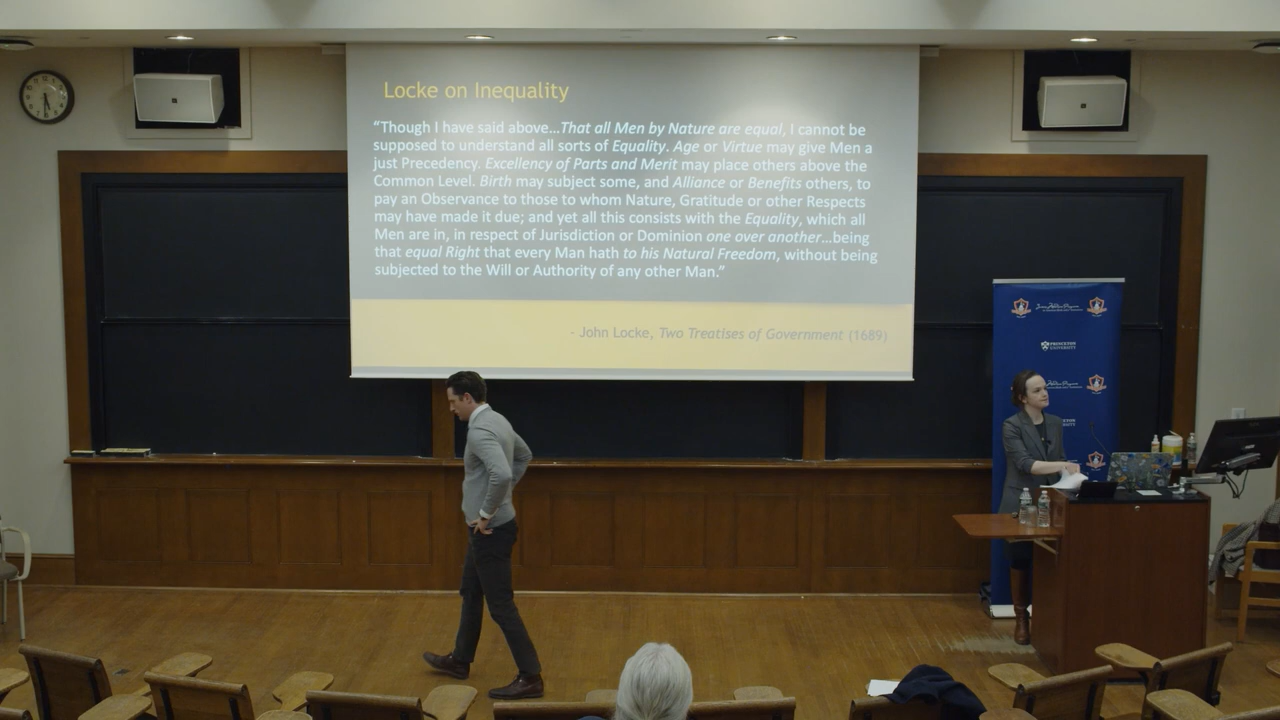 Locke on Inequality
“Though I have said above…That all Men by Nature are equal, I cannot be
supposed to understand all sorts of Equality. Age or Virtue may give Men a
just Precedency. Excellency of Parts and Merit may place others above the
Common Level. Birth may subject some, and Alliance or Benefits others, to
pay an Observance to those to whom Nature, Gratitude or other Respects
may have made it due; and yet all this consists with the Equality, which all
Men are in, in respect of Jurisdiction or Dominion one over another…being
that equal Right that every Man hath to his Natural Freedom, without being
subjected to the Will or Authority of any other Man.”
- John Locke, Two Treatises of Government (1689)
PRINCETON
UNIVERSITY